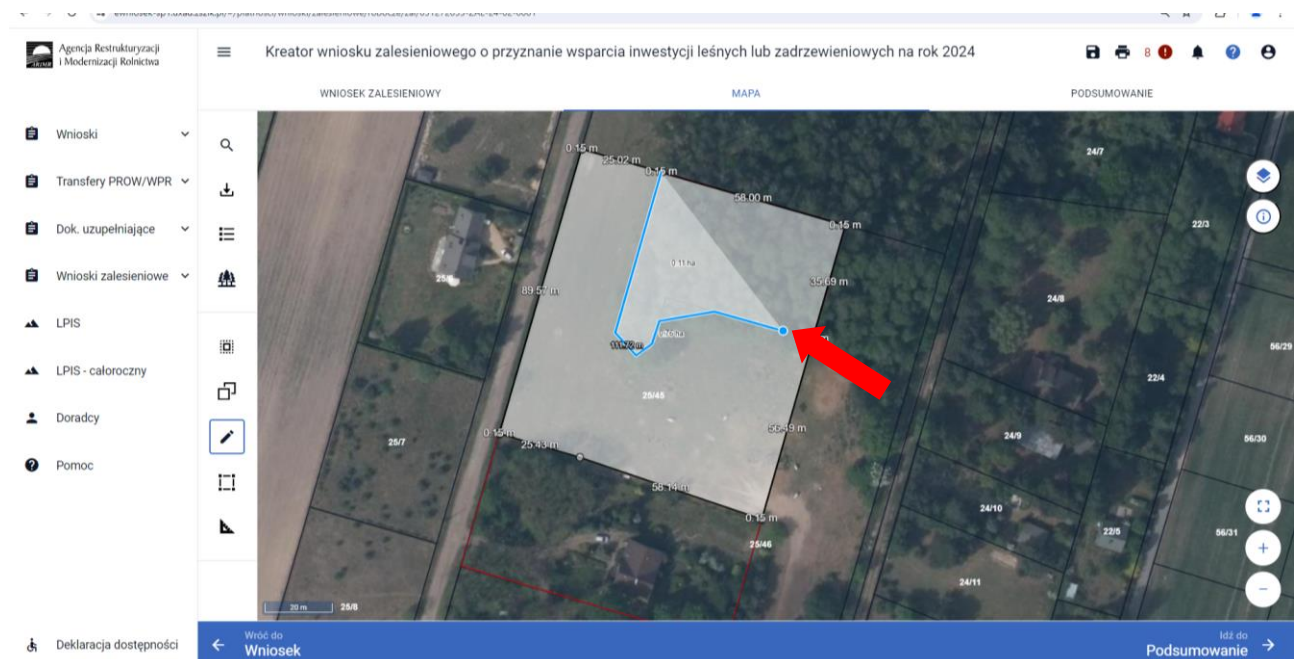 Agencja Restrukturyzacji
i Modernizacji Rolnictwa
Kreator wniosku zalesieniowego o przyznanie wsparcia inwestycji leśnych lub zadrzewieniowych na rok 2024
8
WNIOSEK ZALESIENIOWY
MAPA
PODSUMOWANIE
Wnioski
Transfery PROW/WPR
Dok. uzupełniające
Wnioski zalesieniowe
LPIS
LPIS - całoroczny
Doradcy
Pomoc
Deklaracja dostępności
0.15 m
25.02 m
0.15 m
58.00 m
0.15 m
24/7
22/3
0.11 ha
35.69 m
89.57 m
24/8
111.72 m
m
56/29
22/4
25/45
0.15 m
25.43 m
56.49 m
25/7
24/9
56/30
58.14 m
0.15 m
24/10
25/46
22/5
56/31
24/11
20 m
25/8
Wróć do
Wniosek
Idź do
Podsumowanie